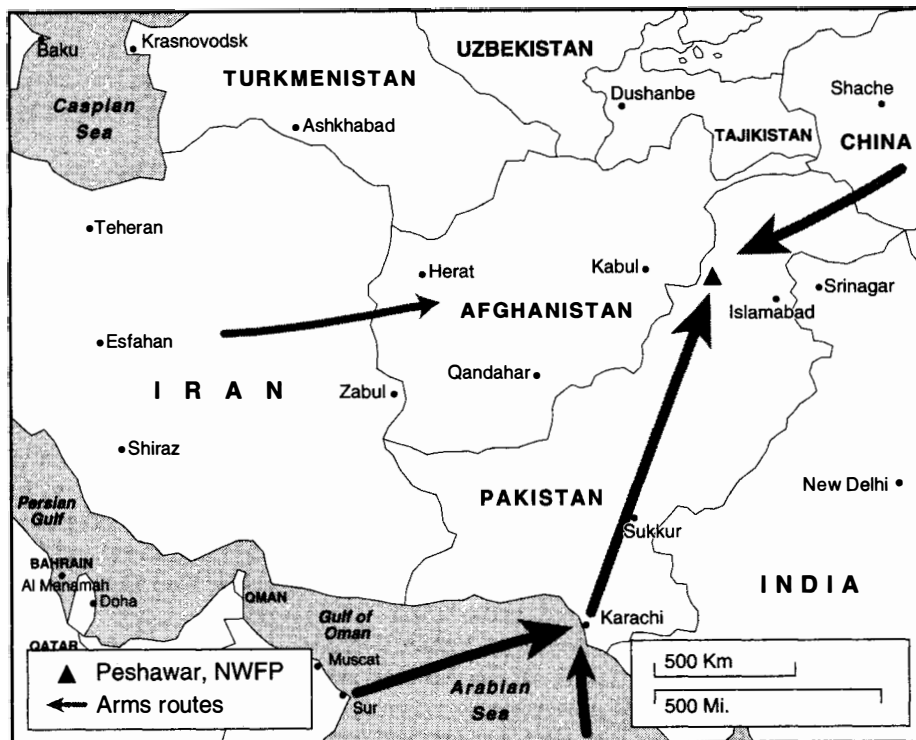 Baku
Krasnovodsk
UZBEKISTAN
TURKMENISTAN
Dushanbe
Shache
Caspian
Sea
Ashkhabad
TAJIKISTAN
CHINA
Teheran
Herat
Kabul
Srinagar
Islamabad
AFGHANISTAN
Esfahan
Qandahar
IRAN
Zabul
Shiraz
New Delhi
PAKISTAN
Persian
Gulf
Sukkur
BAHRAIN
Al Manamah
Doha
OMAN
INDIA
Gulf of
Oman
Karachi
QATAR
Muscat
500 Km
Peshawar, NWFP
Arabian
Sea
Arms routes
Sur
500 Mi.